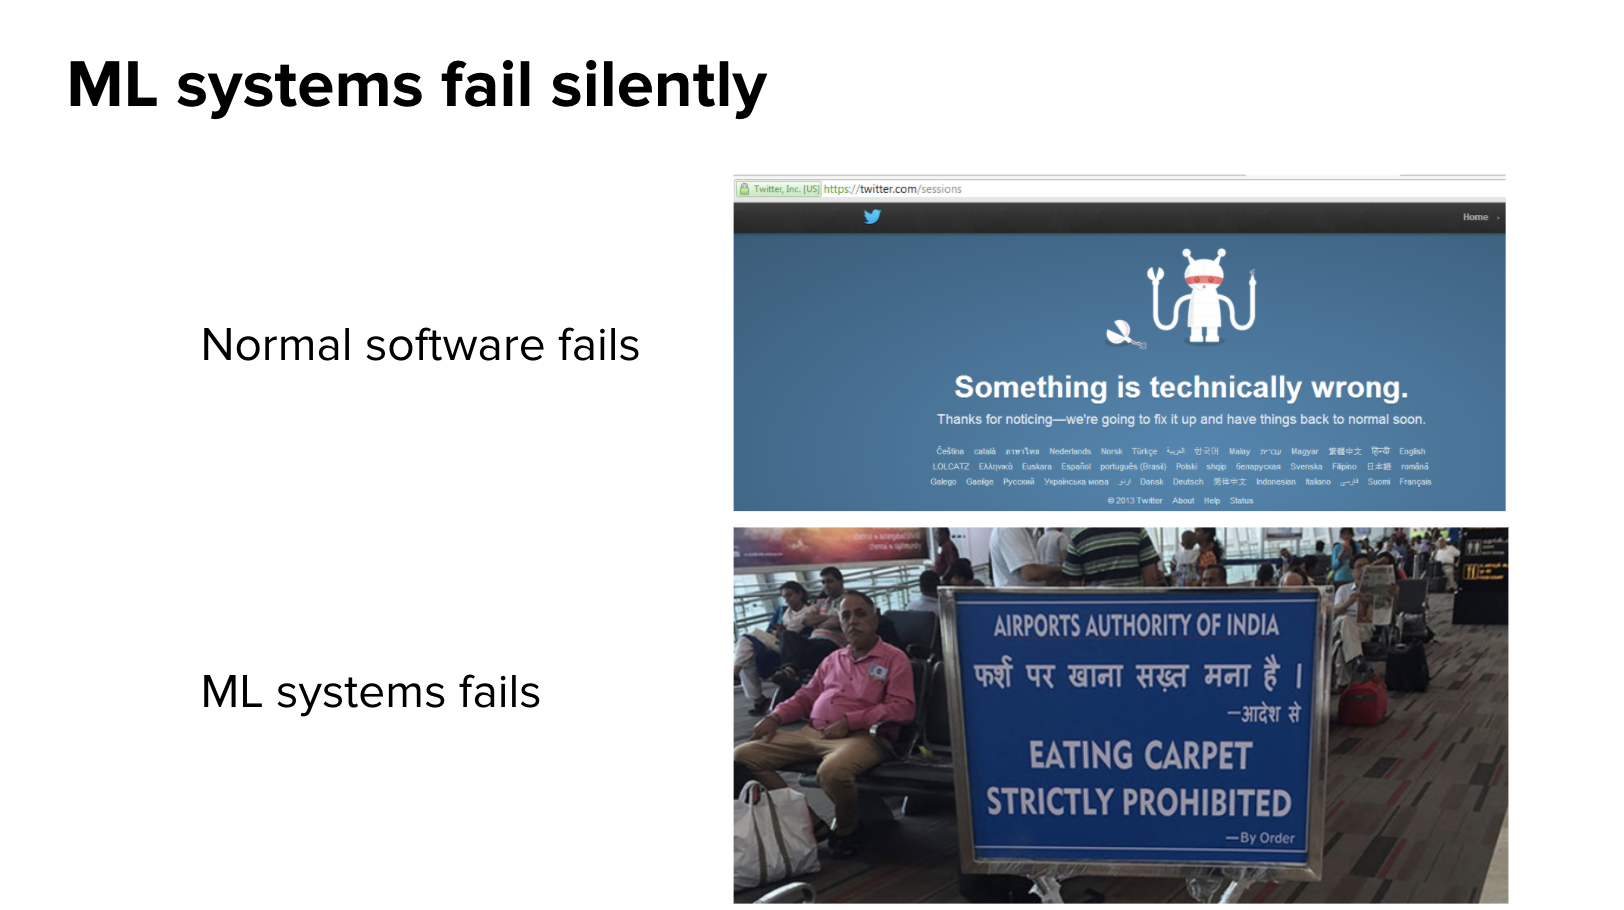 ML systems fail silently
Normal software fails
Twitter, Inc. [US] https://twitter.com/sessions
Home
Something is technically wrong.
Thanks for noticing—we're going to fix it up and have things back to normal soon.
Čeština català ภาษาไทย Nederlands Norsk Türkçe العربية 한국어 Malay עברית Magyar 繁體中文 हिन्दी English
LOLCATZ Ελληνικά Euskara Español português (Brasil) Polski shqip беларуская Svenska Filipino 日本語 română
Galego Gaeilge Русский Українська мова اردو Dansk Deutsch 简体中文 Indonesian Italiano فارسی Suomi Français
© 2013 Twitter About Help Status
ML systems fails
AIRPORTS AUTHORITY OF INDIA
फर्श पर खाना सख़्त मना है ।
—आदेश से
EATING CARPET
STRICTLY PROHIBITED
—By Order